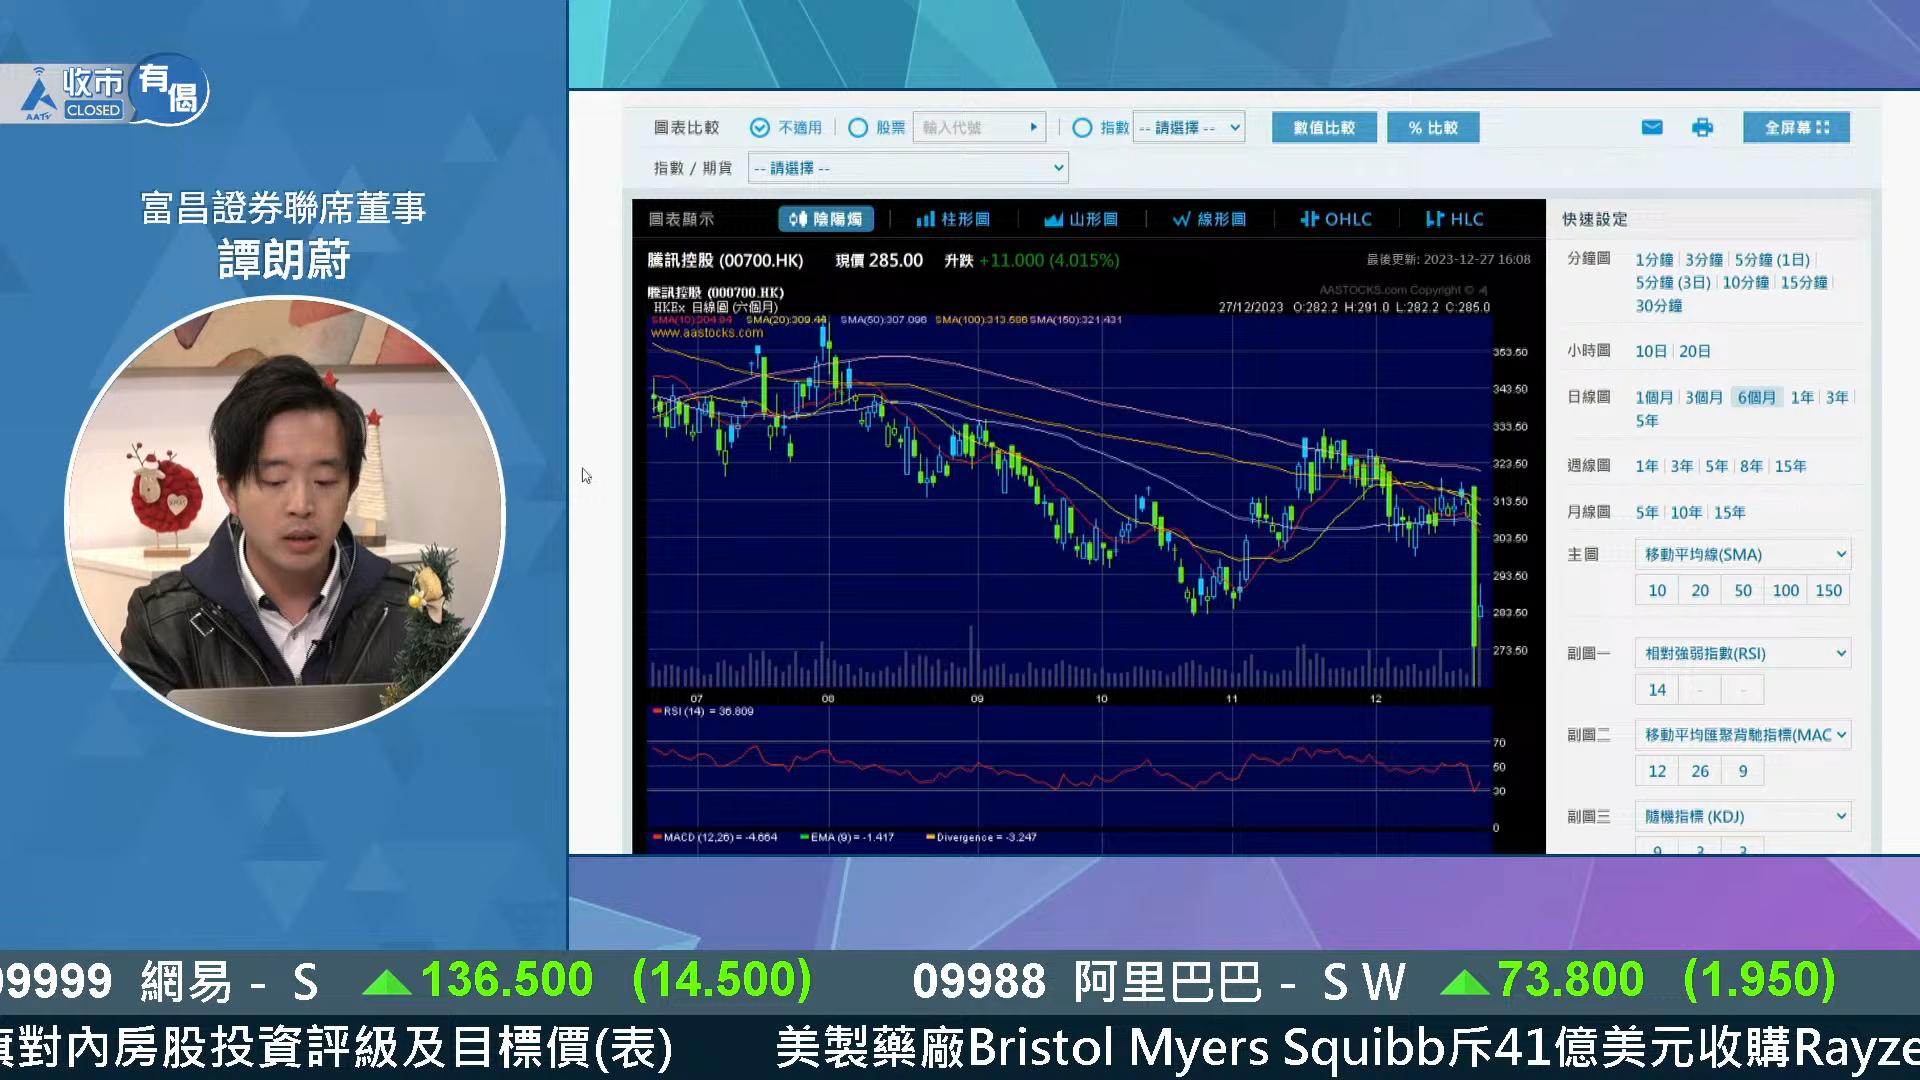 收市
CLOSED
有偈
AATV
富昌證券聯席董事
譚朗蔚
圖表比較 不適用 股票 輸入代號 指數 -- 請選擇 -- 數值比較 % 比較 全屏幕
指數 / 期貨 -- 請選擇 --
圖表顯示 陰陽燭 柱形圖 山形圖 線形圖 OHLC HLC
騰訊控股 (00700.HK) 現價 285.00 升跌 +11.000 (4.015%) 最後更新: 2023-12-27 16:08
騰訊控股 (000700.HK) AASTOCKS.com Copyright ©
HKEx 日線圖 (六個月) 27/12/2023 O:282.2 H:291.0 L:282.2 C:285.0
SMA(20):309.44 SMA(50):307.096 SMA(100):313.586 SMA(150):321.431
www.aastocks.com
353.50
343.50
333.50
323.50
313.50
303.50
293.50
283.50
273.50
07 08 09 10 11 12
RSI (14) = 36.809
70
50
30
0
MACD (12,26) = -4.664 EMA (9) = -1.417 Divergence = -3.247
快速設定
分鐘圖 1分鐘 3分鐘 5分鐘 (1日)
5分鐘 (3日) 10分鐘 15分鐘
30分鐘
小時圖 10日 20日
日線圖 1個月 3個月 6個月 1年 3年
5年
週線圖 1年 3年 5年 8年 15年
月線圖 5年 10年 15年
主圖 移動平均線(SMA)
10 20 50 100 150
副圖一 相對強弱指數(RSI)
14 - -
副圖二 移動平均匯聚背馳指標(MAC
12 26 9
副圖三 隨機指標 (KDJ)
9 3 3
09999 網易 - S 136.500 (14.500) 09988 阿里巴巴 - S W 73.800 (1.950)
對內房股投資評級及目標價(表) 美製藥廠Bristol Myers Squibb斥41億美元收購Rayze